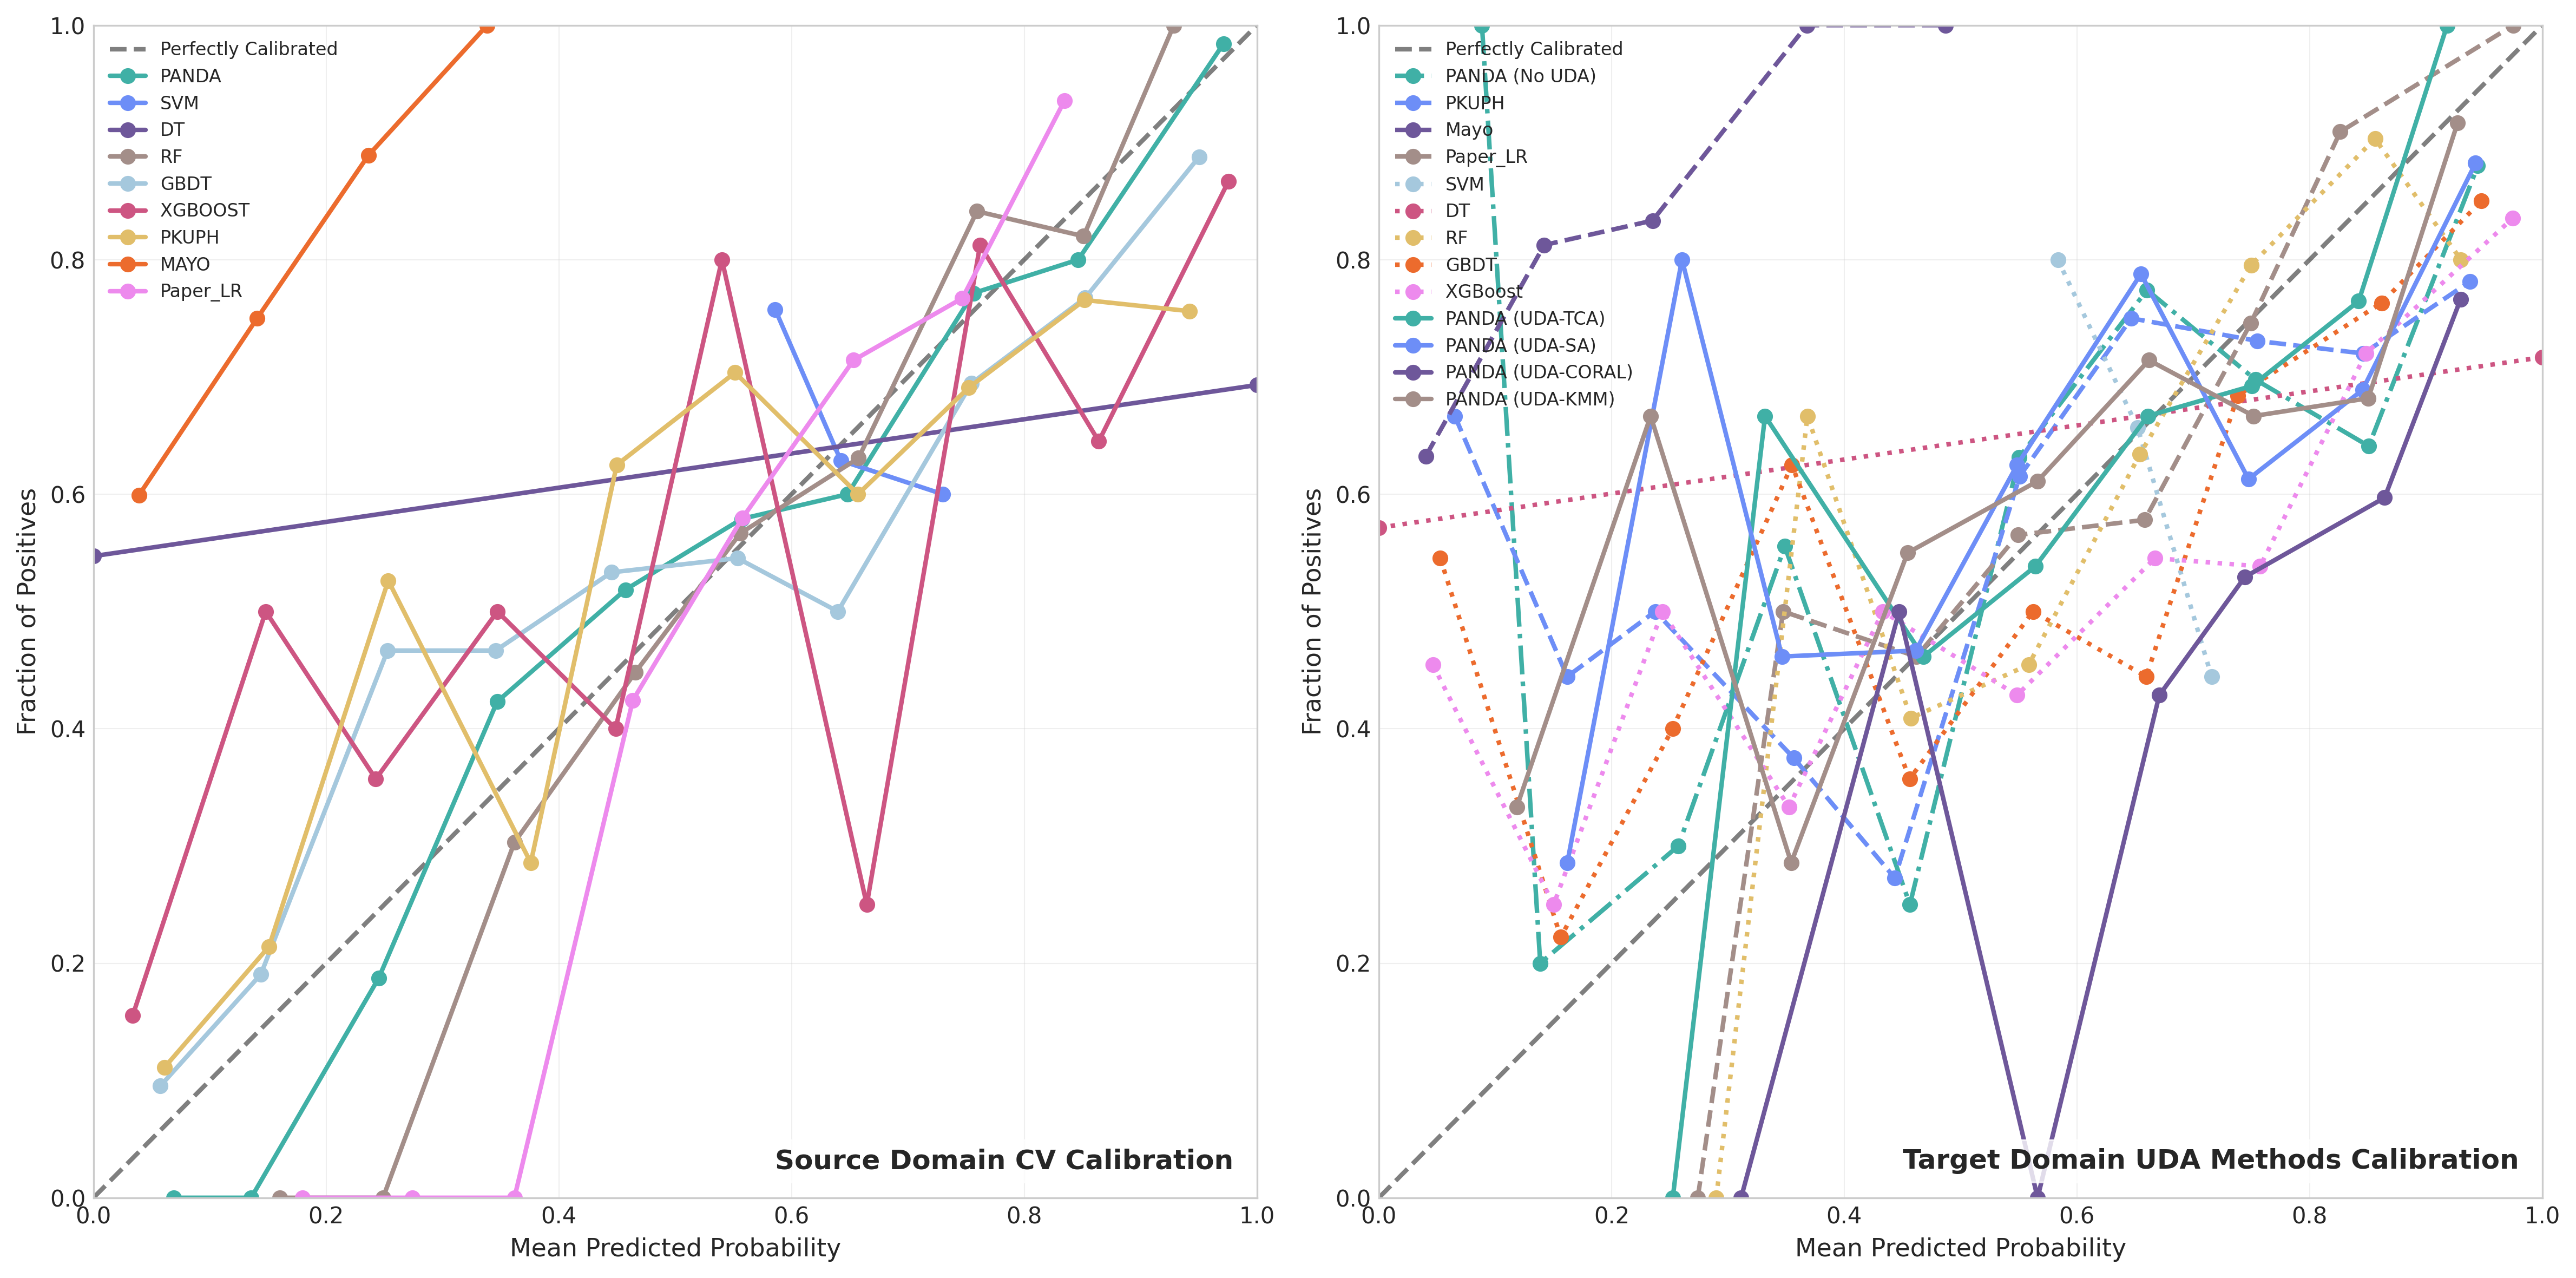 1.0
0.8
0.6
0.4
0.2
0.0
Fraction of Positives
Perfectly Calibrated
PANDA
SVM
DT
RF
GBDT
XGBOOST
PKUPH
MAYO
Paper_LR
Source Domain CV Calibration
0.0 0.2 0.4 0.6 0.8 1.0
Mean Predicted Probability
1.0
0.8
0.6
0.4
0.2
0.0
Fraction of Positives
Perfectly Calibrated
PANDA (No UDA)
PKUPH
Mayo
Paper_LR
SVM
DT
RF
GBDT
XGBoost
PANDA (UDA-TCA)
PANDA (UDA-SA)
PANDA (UDA-CORAL)
PANDA (UDA-KMM)
Target Domain UDA Methods Calibration
0.0 0.2 0.4 0.6 0.8 1.0
Mean Predicted Probability